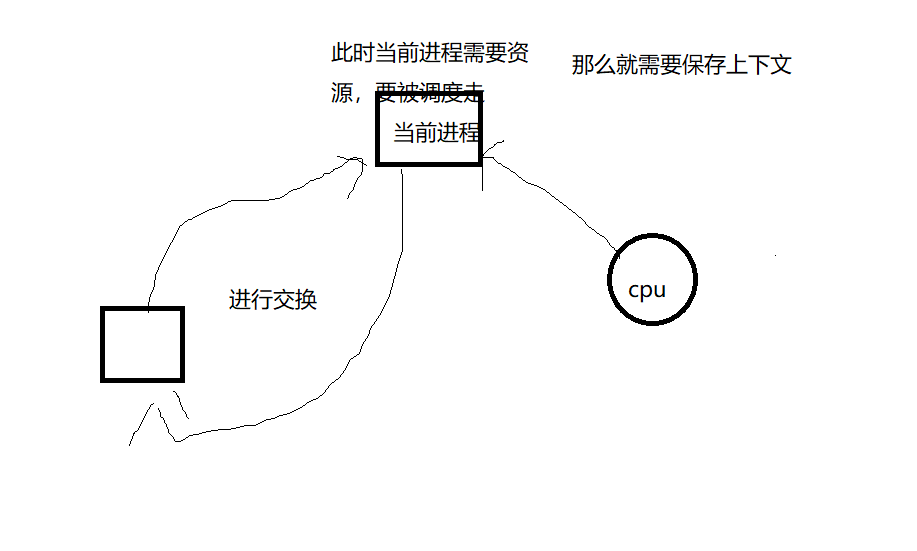 此时当前进程需要资
源，要被调度走
那么就需要保存上下文
当前进程
进行交换
cpu